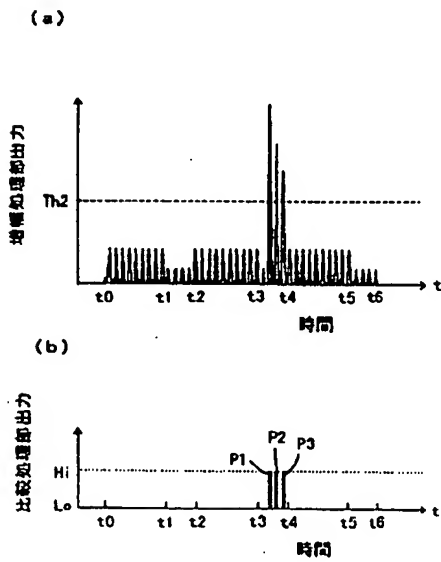 (a)
増幅処理部出力
Th2
t0 t1 t2 t3 t4 t5 t6 t
時間
(b)
比較処理部出力
P1 P2 P3
Hi
Lo
t0 t1 t2 t3 t4 t5 t6 t
時間